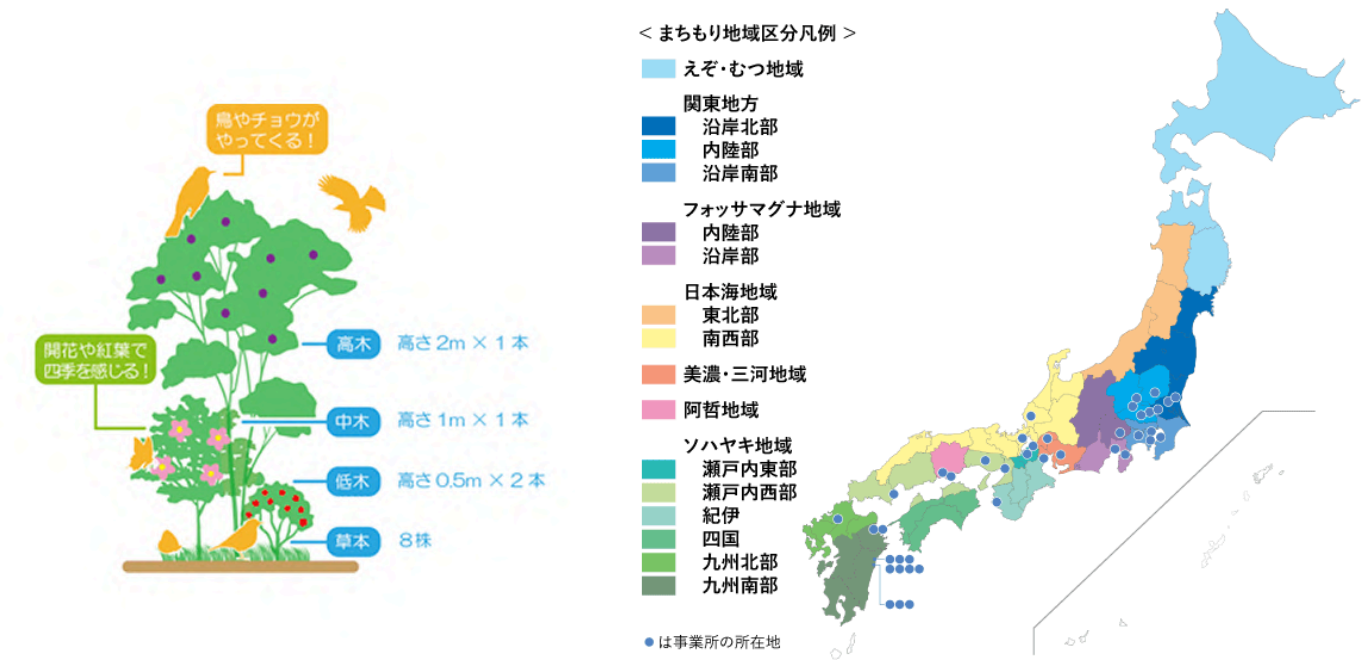 鳥やチョウが
やってくる！
開花や紅葉で
四季を感じる！
高木 高さ2m × 1本
中木 高さ1m × 1本
低木 高さ0.5m × 2本
草本 8株
＜ まちもり地域区分凡例 ＞
えぞ・むつ地域
関東地方
沿岸北部
内陸部
沿岸南部
フォッサマグナ地域
内陸部
沿岸部
日本海地域
東北部
南西部
美濃・三河地域
阿哲地域
ソハヤキ地域
瀬戸内東部
瀬戸内西部
紀伊
四国
九州北部
九州南部
● は事業所の所在地